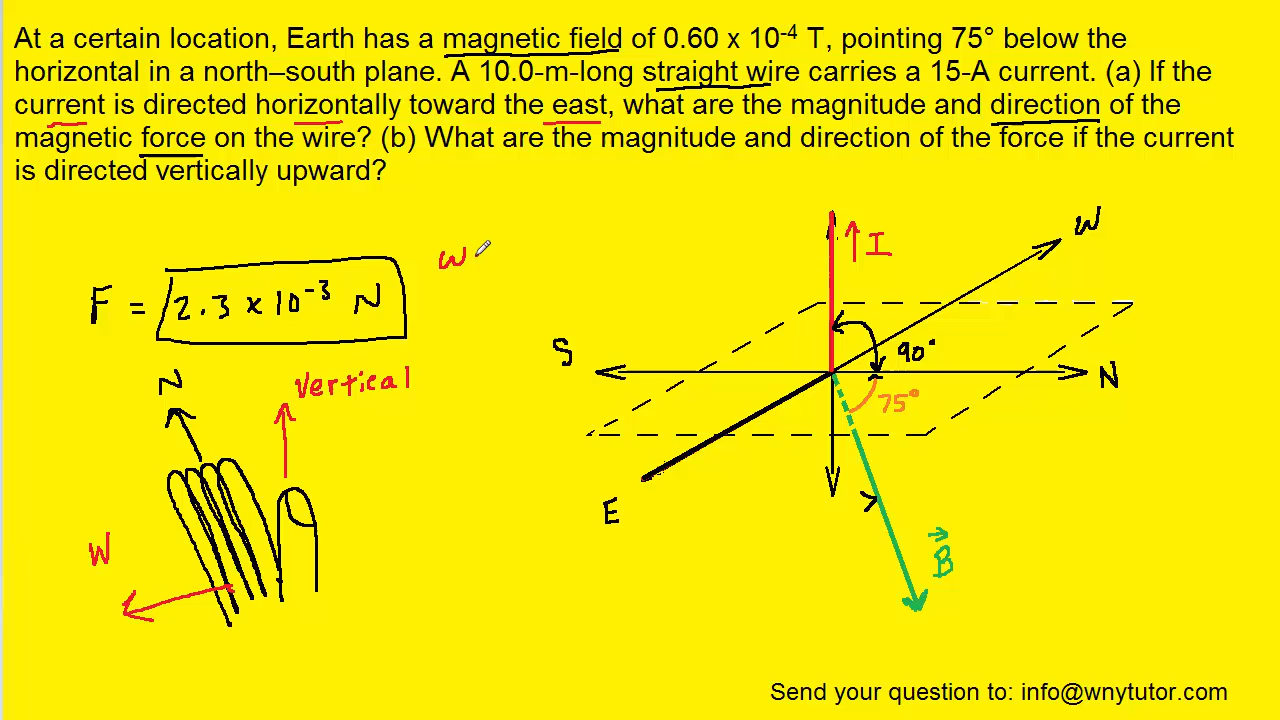 At a certain location, Earth has a magnetic field of 0.60 x 10⁻⁴ T, pointing 75° below the
horizontal in a north–south plane. A 10.0-m-long straight wire carries a 15-A current. (a) If the
current is directed horizontally toward the east, what are the magnitude and direction of the
magnetic force on the wire? (b) What are the magnitude and direction of the force if the current
is directed vertically upward?
W
I
W
F = 2.3 x 10⁻³ N
S
90°
N
N
Vertical
75°
E
W
B⃗
Send your question to: info@wnytutor.com